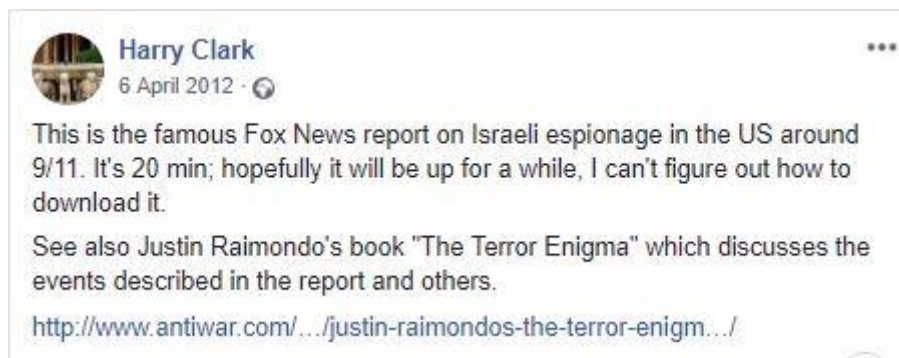 Harry Clark
6 April 2012 ·
This is the famous Fox News report on Israeli espionage in the US around
9/11. It's 20 min; hopefully it will be up for a while, I can't figure out how to
download it.
See also Justin Raimondo's book "The Terror Enigma" which discusses the
events described in the report and others.
http://www.antiwar.com/…/justin-raimondos-the-terror-enigm…/